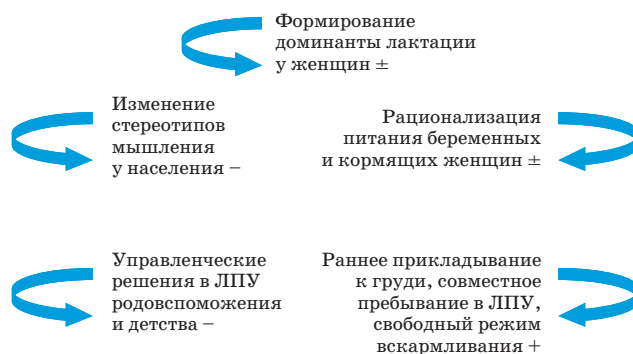 Формирование
доминанты лактации
у женщин ±
Изменение
стереотипов
мышления
у населения –
Рационализация
питания беременных
и кормящих женщин ±
Управленческие
решения в ЛПУ
родовспоможения
и детства –
Раннее прикладывание
к груди, совместное
пребывание в ЛПУ,
свободный режим
вскармливания +